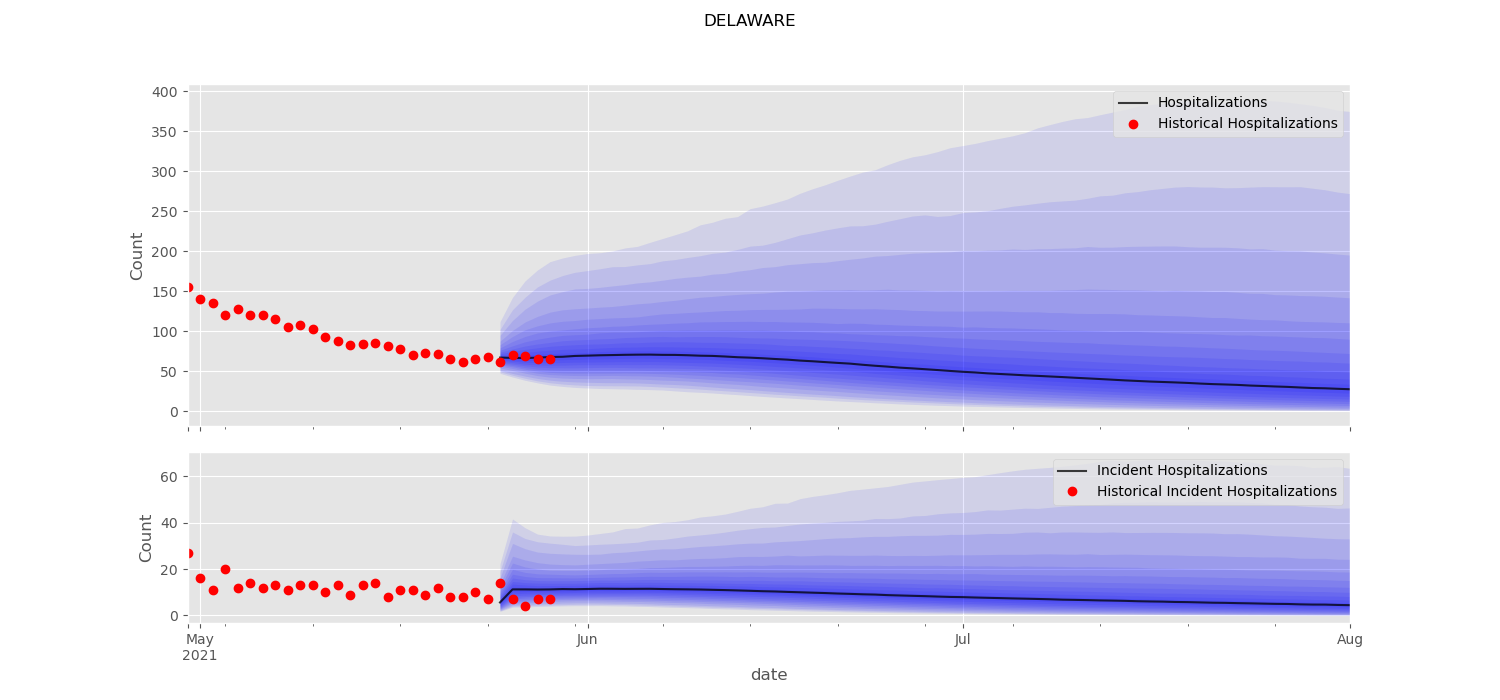 DELAWARE
400
350
300
250
200
150
100
50
0
Count
Hospitalizations
Historical Hospitalizations
60
40
20
0
Count
Incident Hospitalizations
Historical Incident Hospitalizations
May Jun Jul Aug
2021
date